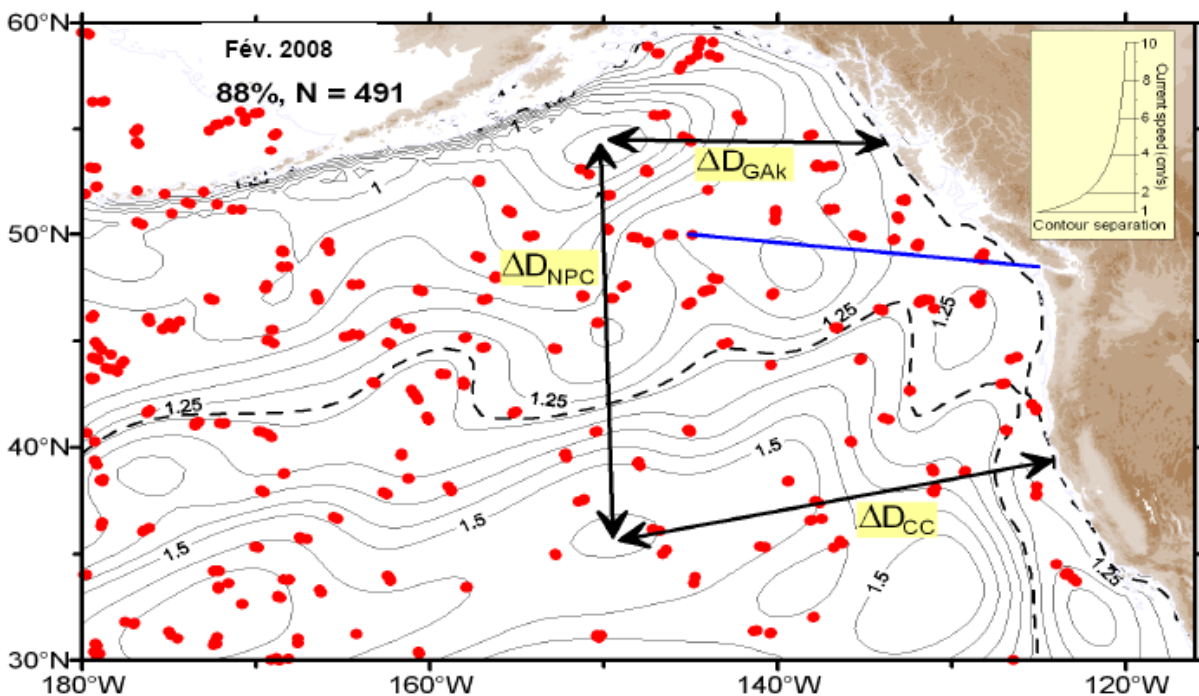 60°N
Fév. 2008
88%, N = 491
10
8
6
4
2
1
Current speed (cm/s)
Contour separation
1
1
ΔD_GAk
50°N
ΔD_NPC
1.25
1.25
1.25
1.25
40°N
1.5
1.5
ΔD_CC
1.5
1.25
30°N
180°W
160°W
140°W
120°W